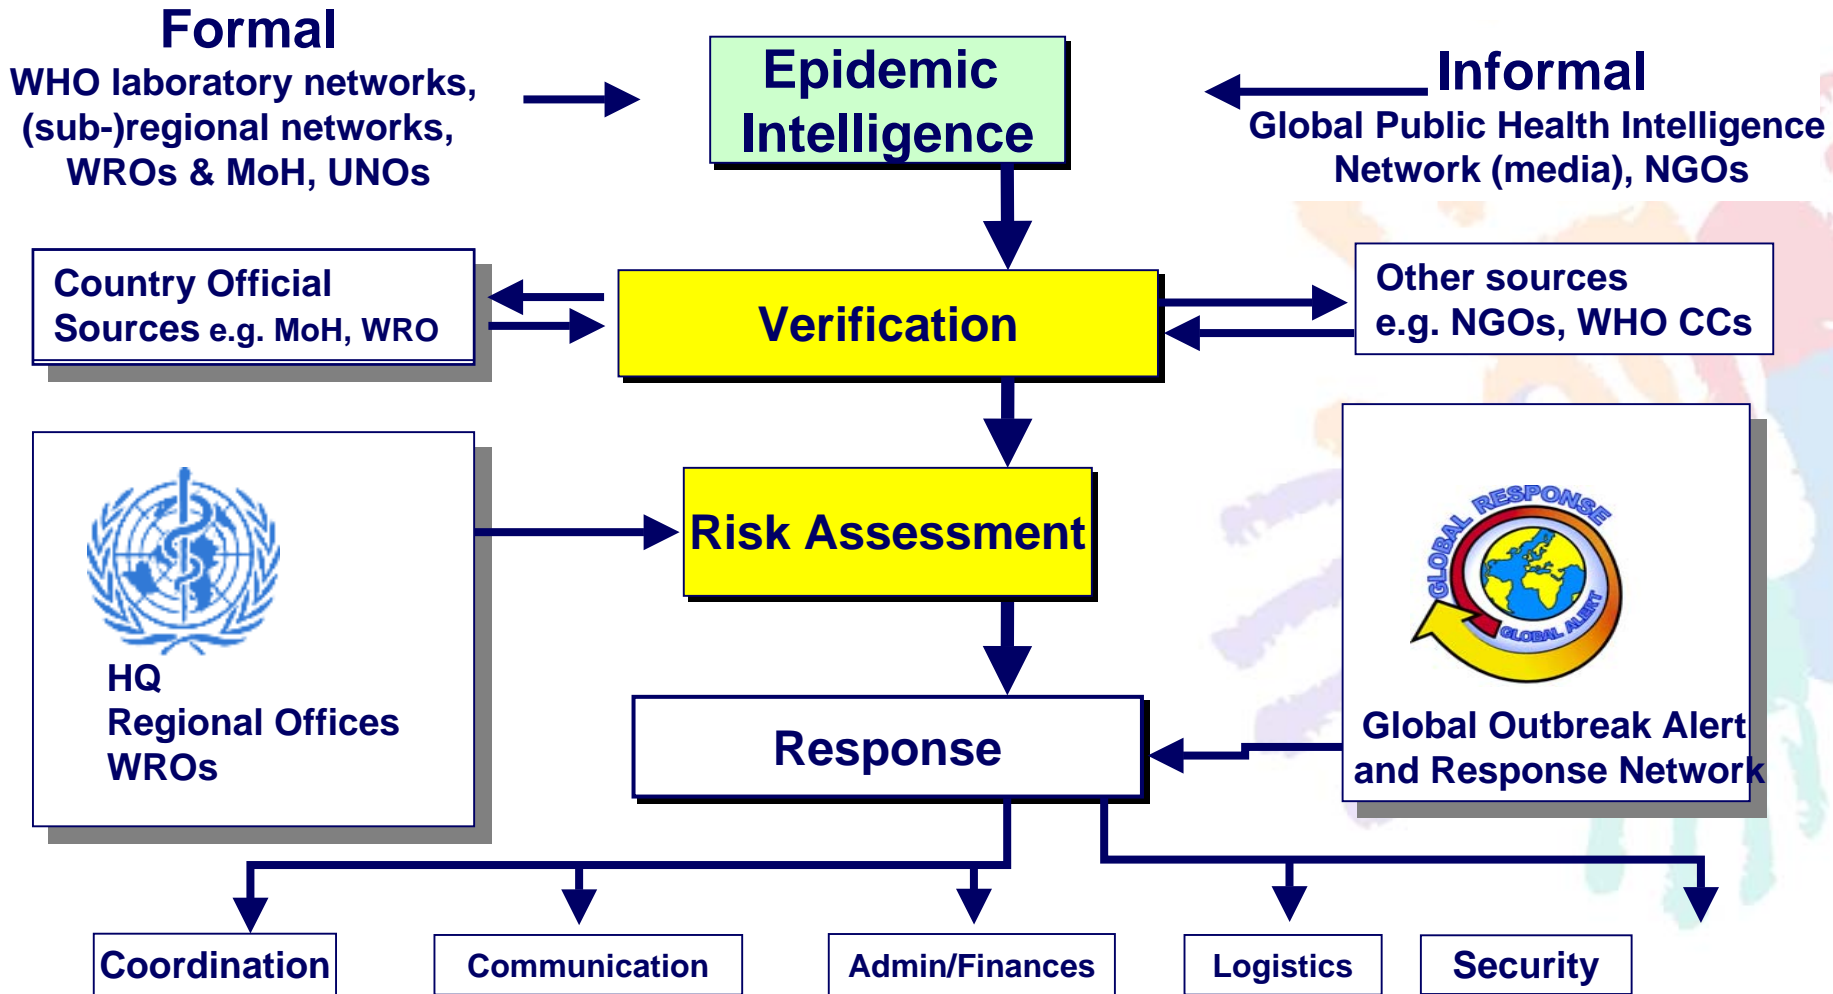 Formal
WHO laboratory networks,
(sub-)regional networks,
WROs & MoH, UNOs
Epidemic
Intelligence
Informal
Global Public Health Intelligence
Network (media), NGOs
Country Official
Sources e.g. MoH, WRO
Verification
Other sources
e.g. NGOs, WHO CCs
HQ
Regional Offices
WROs
Risk Assessment
GLOBAL RESPONSE
GLOBAL ALERT
Global Outbreak Alert
and Response Network
Response
Coordination
Communication
Admin/Finances
Logistics
Security